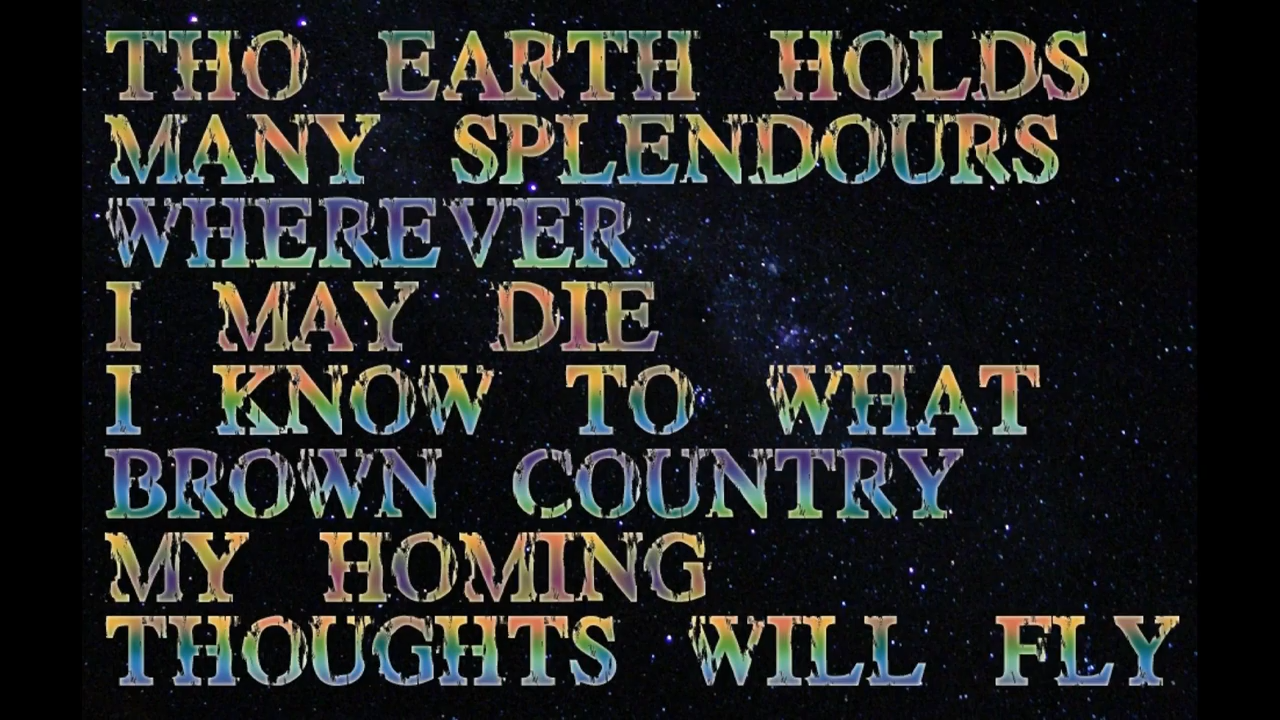 THO EARTH HOLDS
MANY SPLENDOURS
WHEREVER
I MAY DIE
I KNOW TO WHAT
BROWN COUNTRY
MY HOMING
THOUGHTS WILL FLY